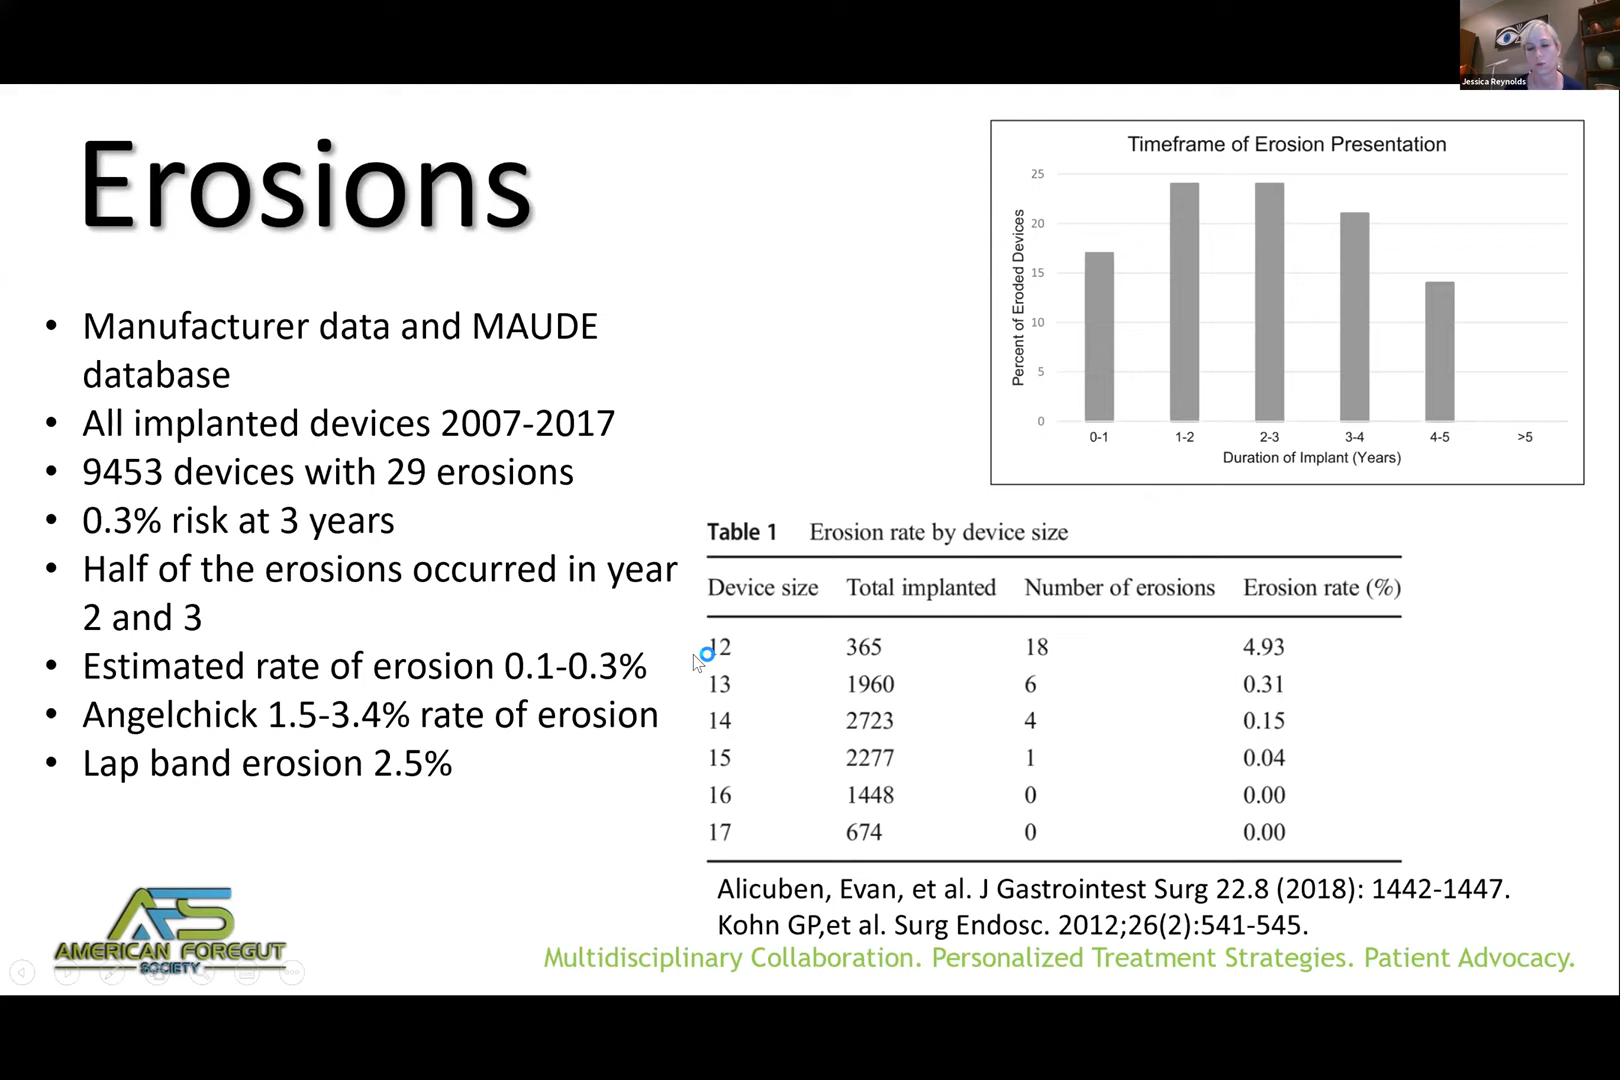 Jessica Reynolds
Erosions
• Manufacturer data and MAUDE
database
• All implanted devices 2007-2017
• 9453 devices with 29 erosions
• 0.3% risk at 3 years
• Half of the erosions occurred in year
2 and 3
• Estimated rate of erosion 0.1-0.3%
• Angelchick 1.5-3.4% rate of erosion
• Lap band erosion 2.5%
Timeframe of Erosion Presentation
Percent of Eroded Devices
25
20
15
10
5
0
0-1 1-2 2-3 3-4 4-5 >5
Duration of Implant (Years)
Table 1 Erosion rate by device size
Device size Total implanted Number of erosions Erosion rate (%)
12 365 18 4.93
13 1960 6 0.31
14 2723 4 0.15
15 2277 1 0.04
16 1448 0 0.00
17 674 0 0.00
Alicuben, Evan, et al. J Gastrointest Surg 22.8 (2018): 1442-1447.
Kohn GP,et al. Surg Endosc. 2012;26(2):541-545.
AFS
AMERICAN FOREGUT
SOCIETY
Multidisciplinary Collaboration. Personalized Treatment Strategies. Patient Advocacy.